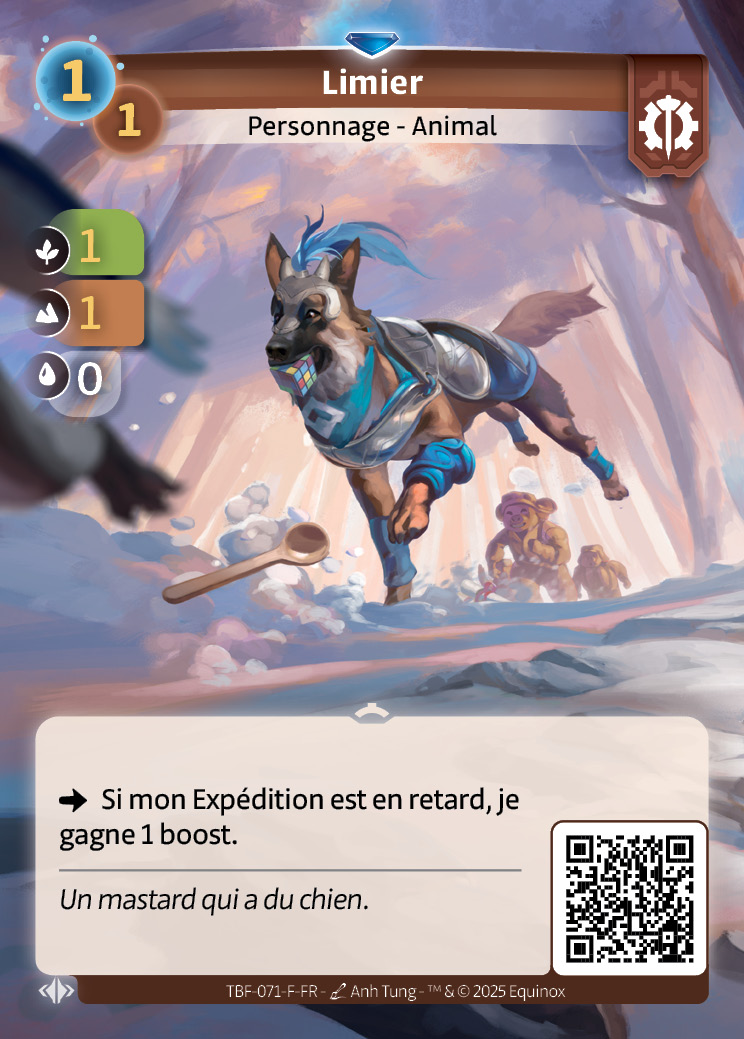 1
Limier
1
Personnage - Animal
1
1
0
Si mon Expédition est en retard, je
gagne 1 boost.
Un mastard qui a du chien.
TBF-071-F-FR - Anh Tung - ™ & © 2025 Equinox